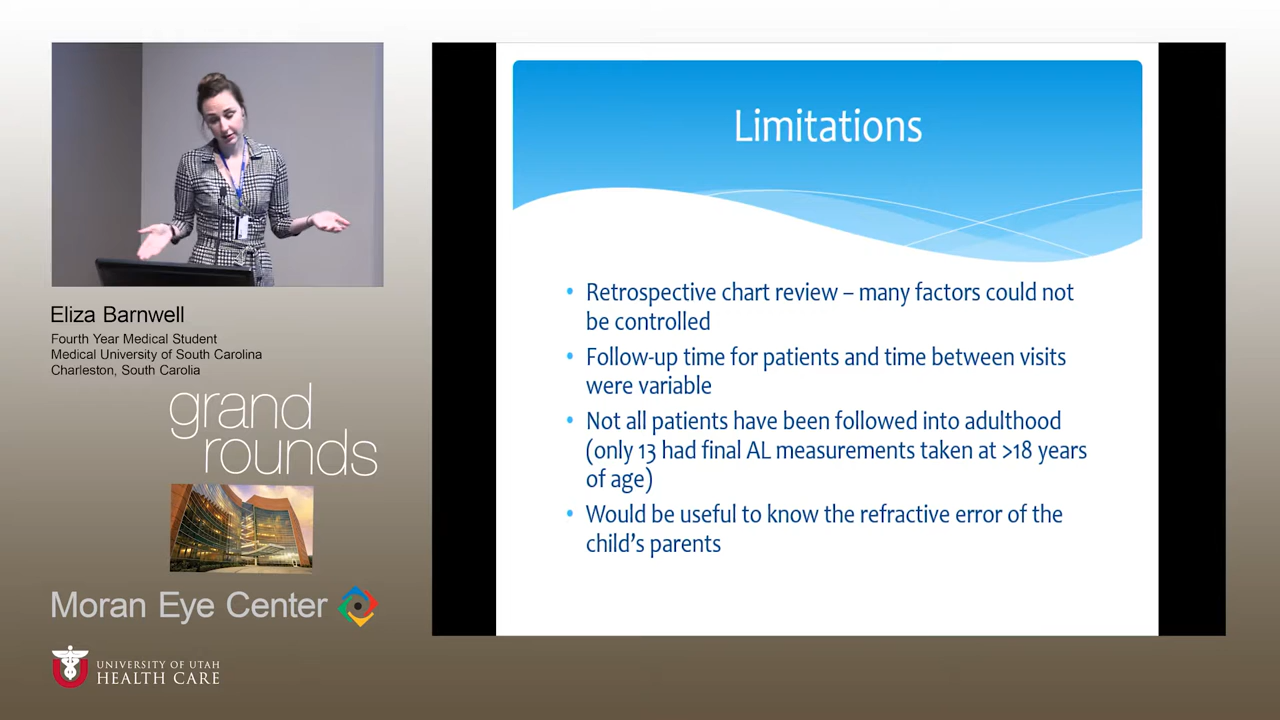 Eliza Barnwell
Fourth Year Medical Student
Medical University of South Carolina
Charleston, South Carolia
grand
rounds
Moran Eye Center
UNIVERSITY OF UTAH
HEALTH CARE
Limitations
• Retrospective chart review – many factors could not
be controlled
• Follow-up time for patients and time between visits
were variable
• Not all patients have been followed into adulthood
(only 13 had final AL measurements taken at >18 years
of age)
• Would be useful to know the refractive error of the
child's parents